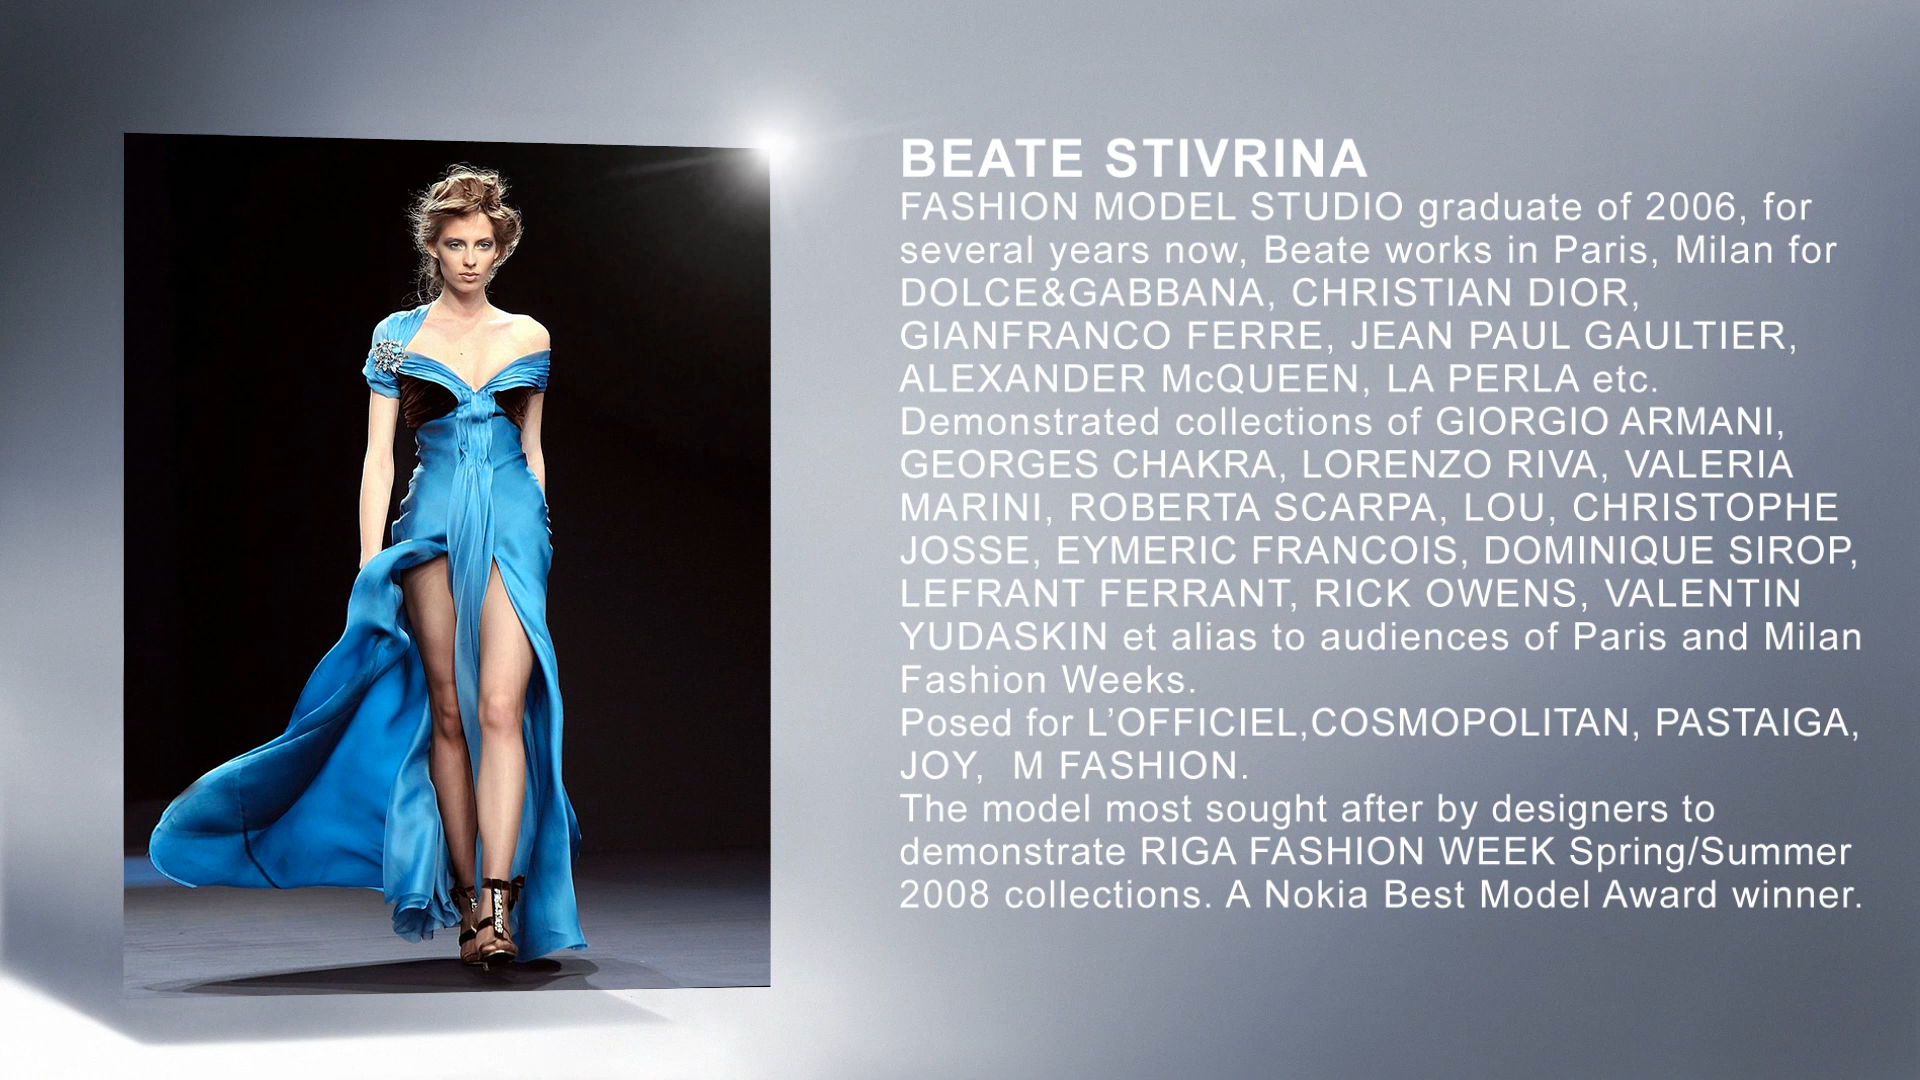 BEATE STIVRINA
FASHION MODEL STUDIO graduate of 2006, for
several years now, Beate works in Paris, Milan for
DOLCE&GABBANA, CHRISTIAN DIOR,
GIANFRANCO FERRE, JEAN PAUL GAULTIER,
ALEXANDER McQUEEN, LA PERLA etc.
Demonstrated collections of GIORGIO ARMANI,
GEORGES CHAKRA, LORENZO RIVA, VALERIA
MARINI, ROBERTA SCARPA, LOU, CHRISTOPHE
JOSSE, EYMERIC FRANCOIS, DOMINIQUE SIROP,
LEFRANT FERRANT, RICK OWENS, VALENTIN
YUDASKIN et alias to audiences of Paris and Milan
Fashion Weeks.
Posed for L’OFFICIEL,COSMOPOLITAN, PASTAIGA,
JOY,  M FASHION.
The model most sought after by designers to
demonstrate RIGA FASHION WEEK Spring/Summer
2008 collections. A Nokia Best Model Award winner.